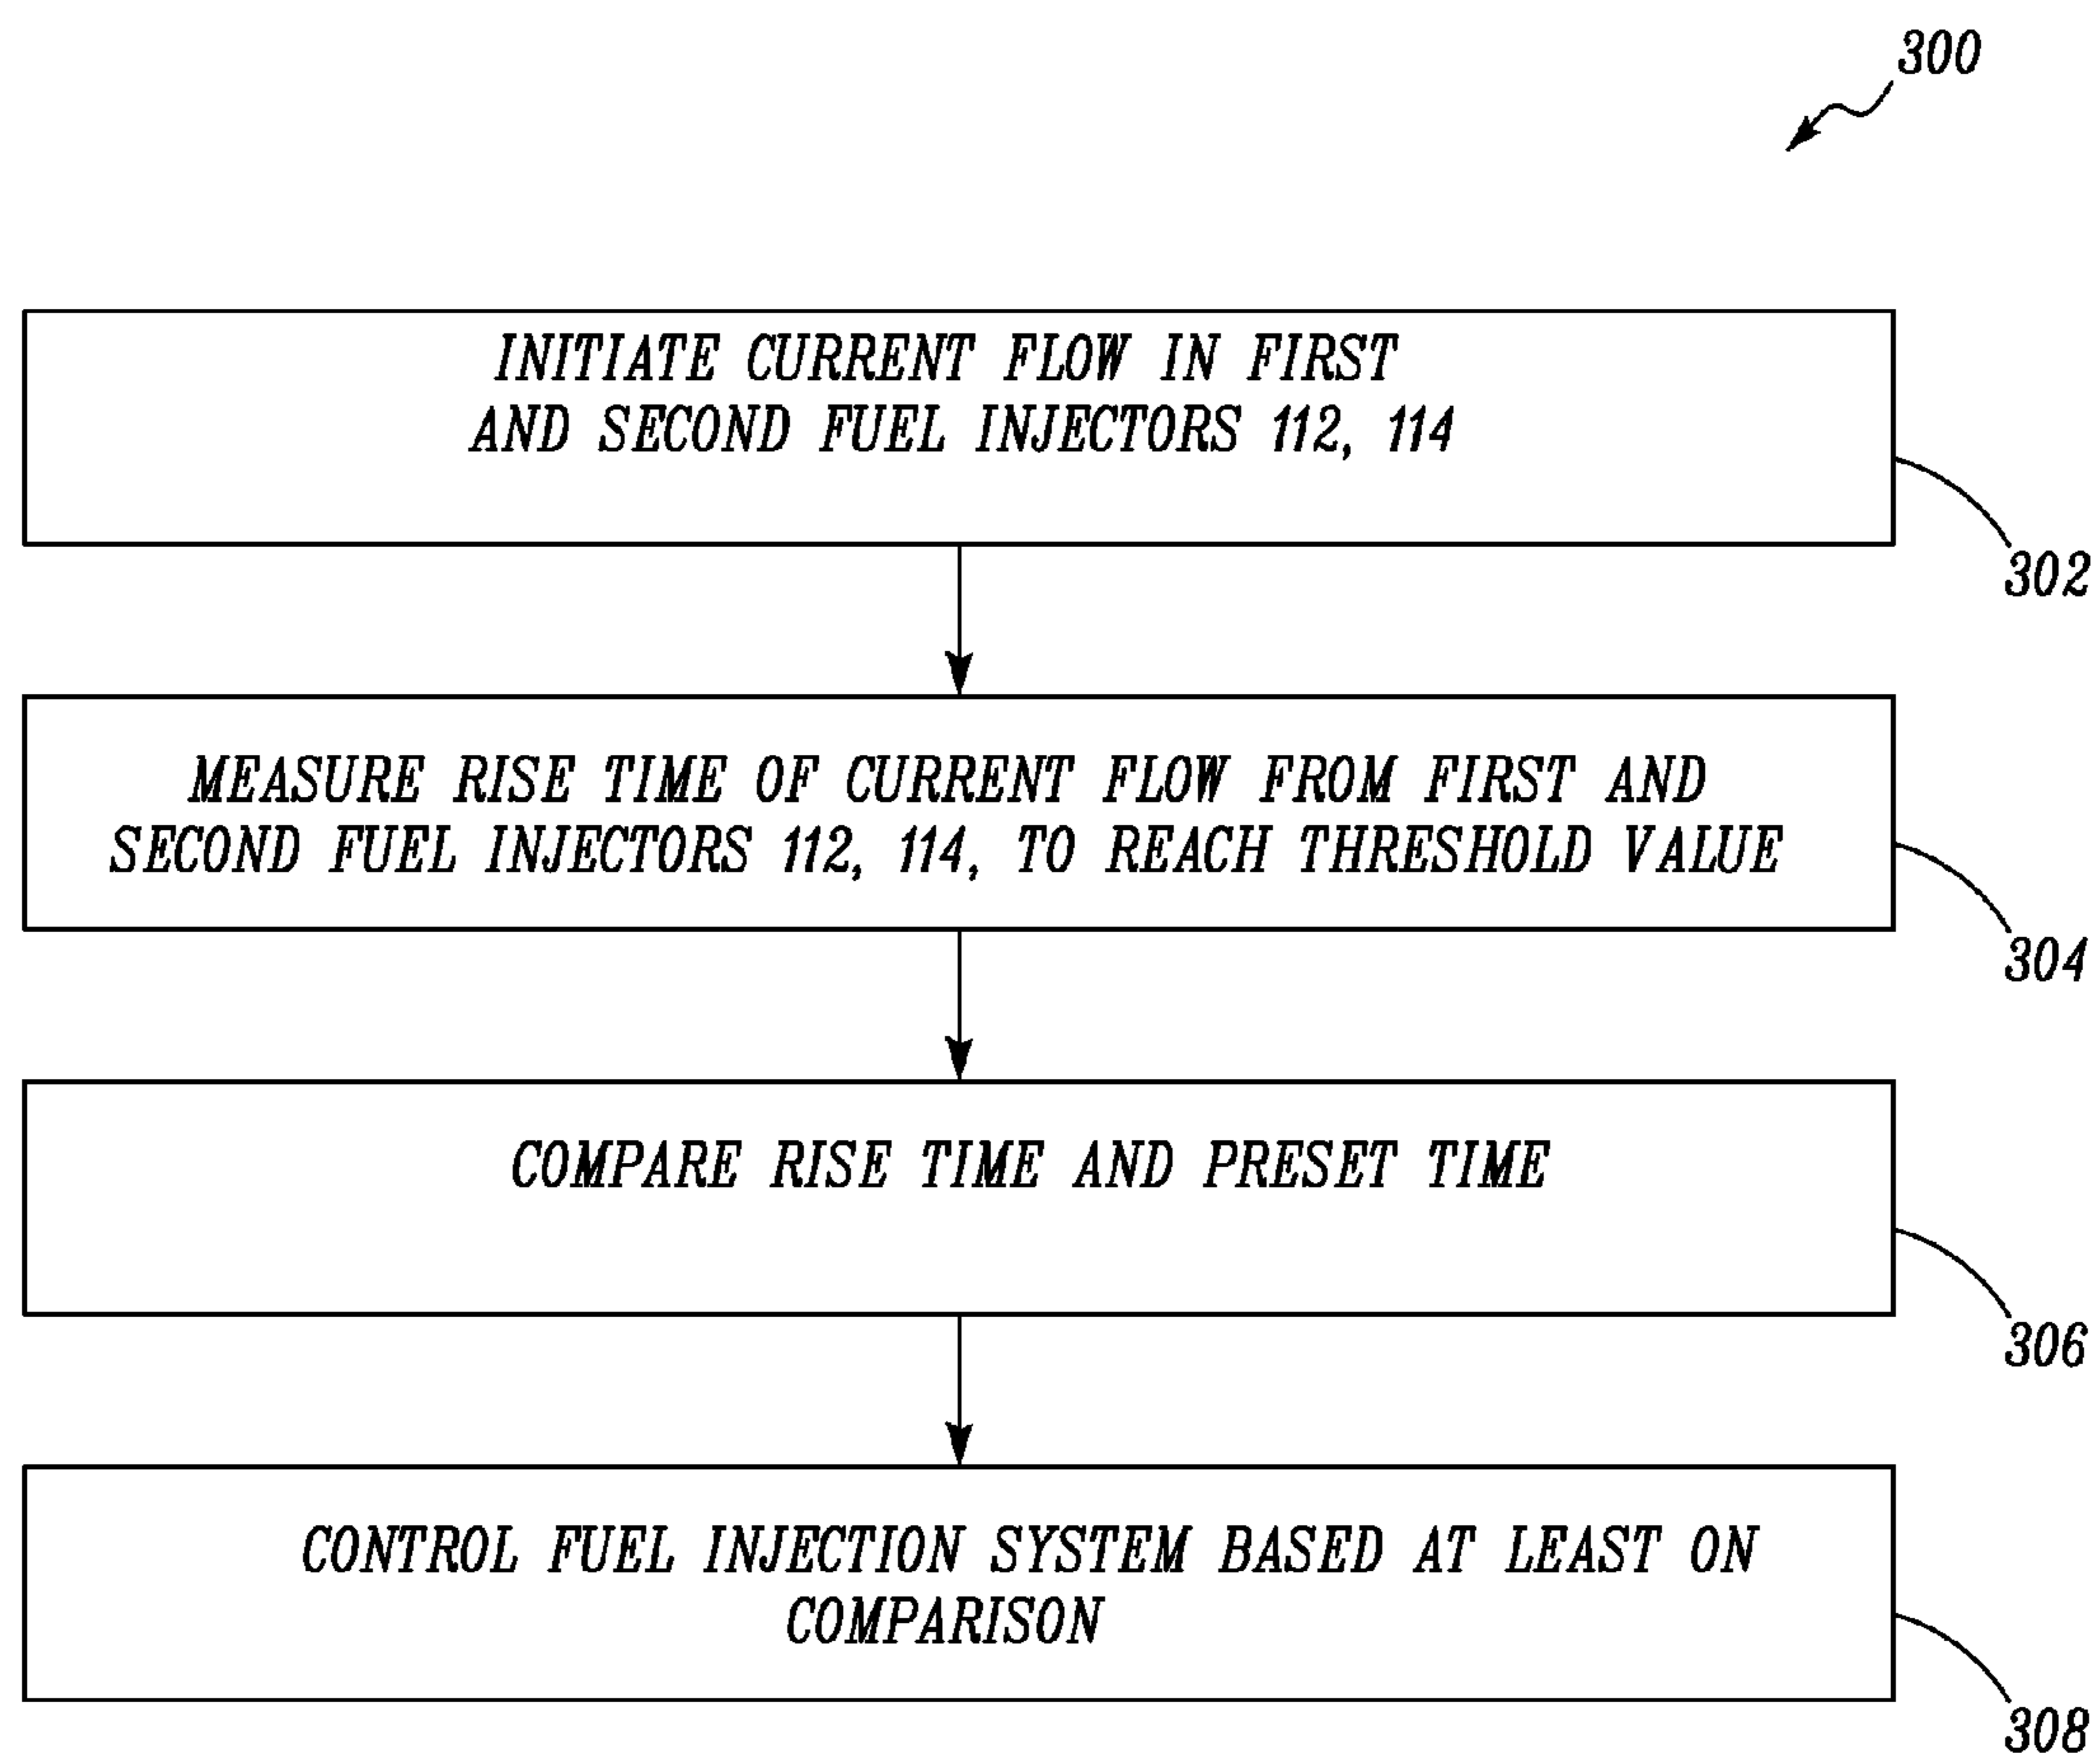 300
INITIATE CURRENT FLOW IN FIRST
AND SECOND FUEL INJECTORS 112, 114
302
MEASURE RISE TIME OF CURRENT FLOW FROM FIRST AND
SECOND FUEL INJECTORS 112, 114, TO REACH THRESHOLD VALUE
304
COMPARE RISE TIME AND PRESET TIME
306
CONTROL FUEL INJECTION SYSTEM BASED AT LEAST ON
COMPARISON
308